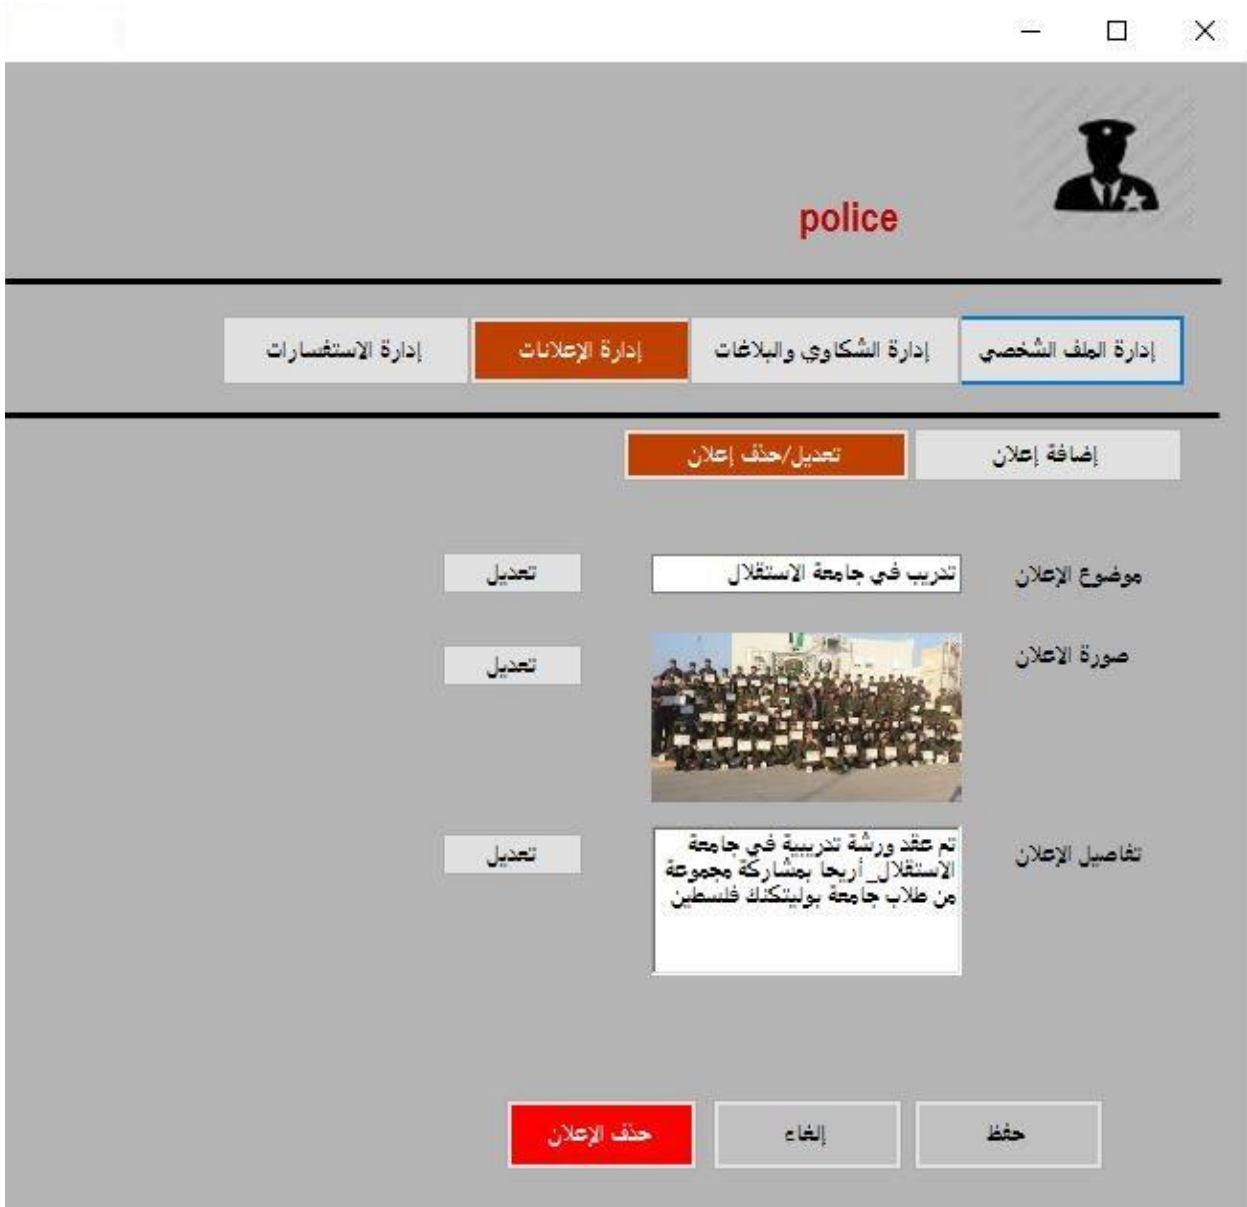 police
إدارة الملف الشخصي
إدارة الشكاوي والبلاغات
إدارة الإعلانات
إدارة الاستفسارات
إضافة إعلان
تعديل/حذف إعلان
موضوع الإعلان
تدريب في جامعة الاستقلال
تعديل
صورة الاعلان
تعديل
تفاصيل الإعلان
تم عقد ورشة تدريبية في جامعة
الاستقلال_ أريحا بمشاركة مجموعة
من طلاب جامعة بوليتكنك فلسطين
تعديل
حفظ
إلغاء
حذف الإعلان